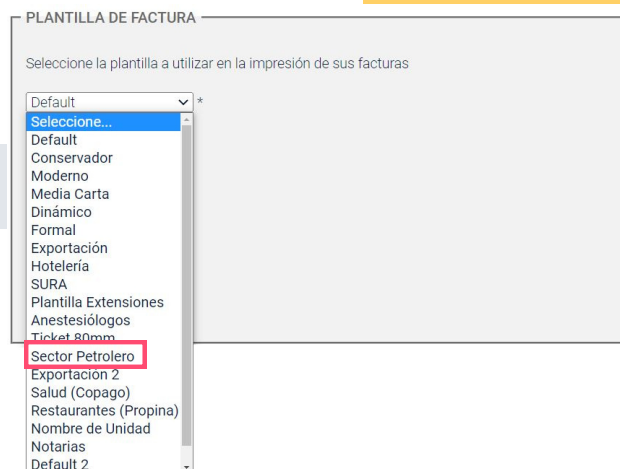 PLANTILLA DE FACTURA
Seleccione la plantilla a utilizar en la impresión de sus facturas
Default *
Seleccione...
Default
Conservador
Moderno
Media Carta
Dinámico
Formal
Exportación
Hotelería
SURA
Plantilla Extensiones
Anestesiólogos
Ticket 80mm
Sector Petrolero
Exportación 2
Salud (Copago)
Restaurantes (Propina)
Nombre de Unidad
Notarias
Default 2